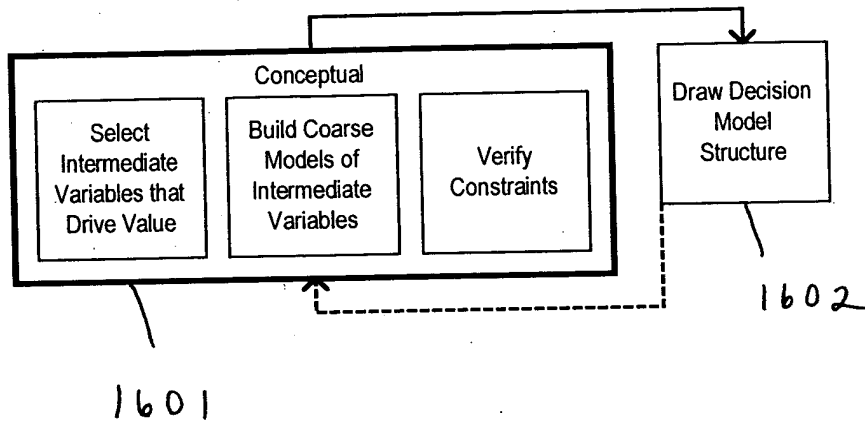 Conceptual
Select
Intermediate
Variables that
Drive Value
Build Coarse
Models of
Intermediate
Variables
Verify
Constraints
Draw Decision
Model
Structure
1602
1601